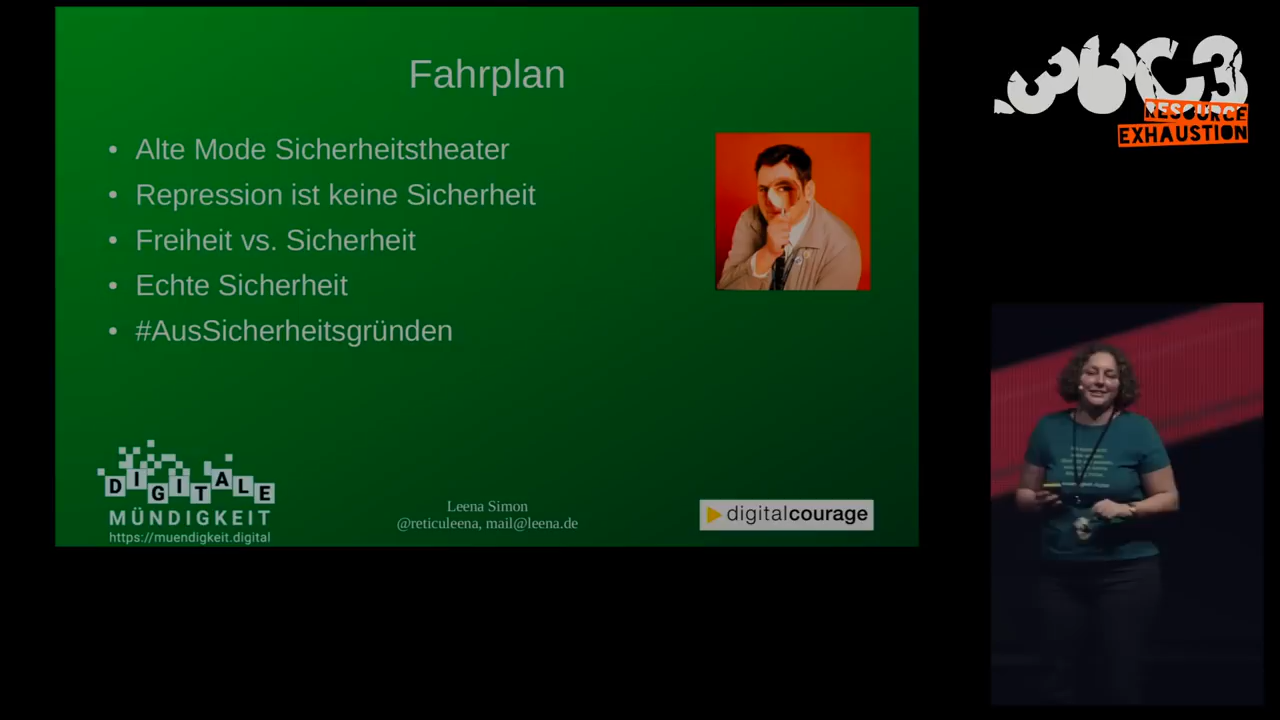 Fahrplan
• Alte Mode Sicherheitstheater
• Repression ist keine Sicherheit
• Freiheit vs. Sicherheit
• Echte Sicherheit
• #AusSicherheitsgründen
DIGITALE
MÜNDIGKEIT
https://muendigkeit.digital
Leena Simon
@reticuleena, mail@leena.de
digitalcourage
36C3
RESOURCE
EXHAUSTION